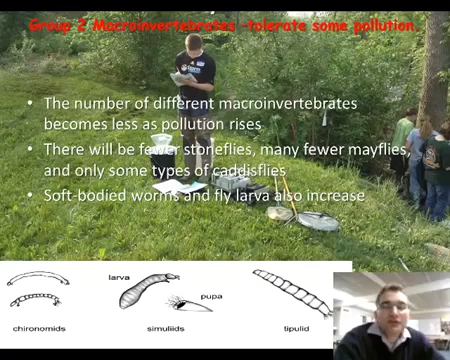 Group 2 Macroinvertebrates -tolerate some pollution.
• The number of different macroinvertebrates
becomes less as pollution rises
• There will be fewer stoneflies, many fewer mayflies,
and only some types of caddisflies
• Soft-bodied worms and fly larva also increase
larva
pupa
chironomids
simuliids
tipulid